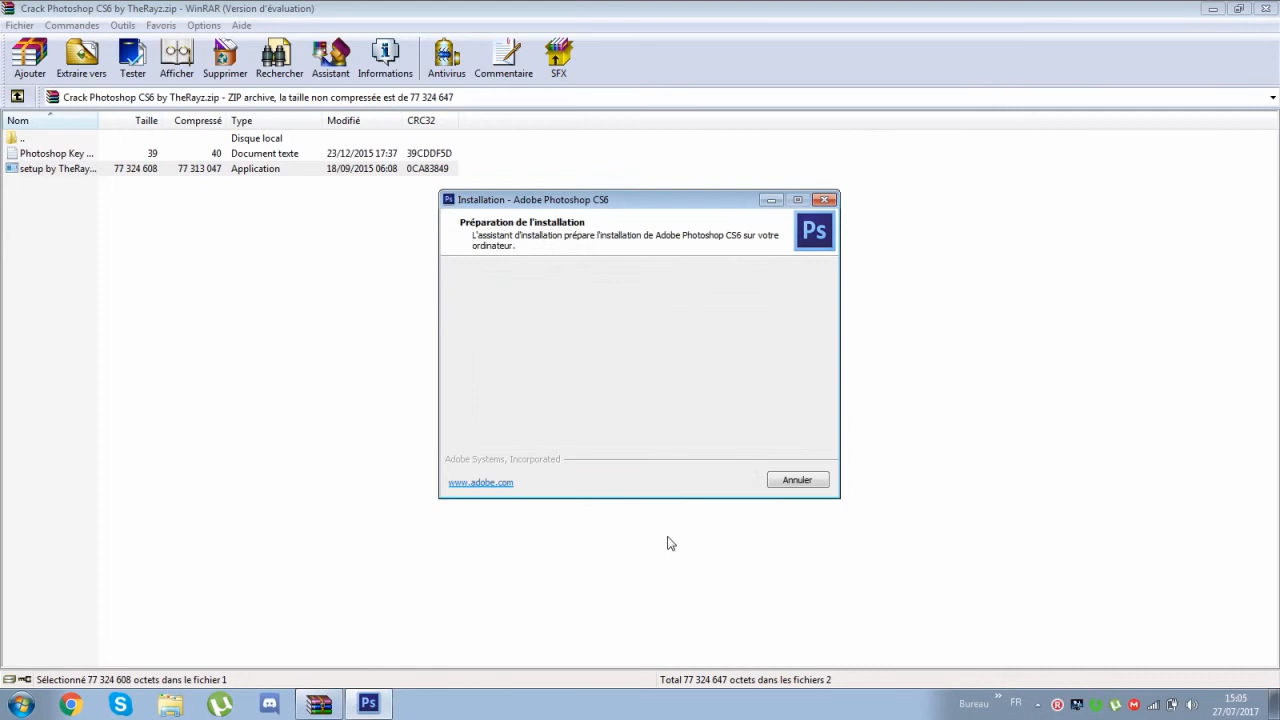 Crack Photoshop CS6 by TheRayz.zip - WinRAR (Version d'évaluation)
Fichier Commandes Outils Favoris Options Aide
Ajouter Extraire vers Tester Afficher Supprimer Rechercher Assistant Informations Antivirus Commentaire SFX
Crack Photoshop CS6 by TheRayz.zip - ZIP archive, la taille non compressée est de 77 324 647
Nom Taille Compressé Type Modifié CRC32
.. Disque local
Photoshop Key ... 39 40 Document texte 23/12/2015 17:37 39CDDF5D
setup by TheRay... 77 324 608 77 313 047 Application 18/09/2015 06:08 0CA83849
Ps Installation - Adobe Photoshop CS6
Préparation de l'installation
L'assistant d'installation prépare l'installation de Adobe Photoshop CS6 sur votre
ordinateur.
Ps
Adobe Systems, Incorporated
www.adobe.com
Annuler
Sélectionné 77 324 608 octets dans le fichier 1
Total 77 324 647 octets dans les fichiers 2
Ps
Bureau » FR
15:05
27/07/2017